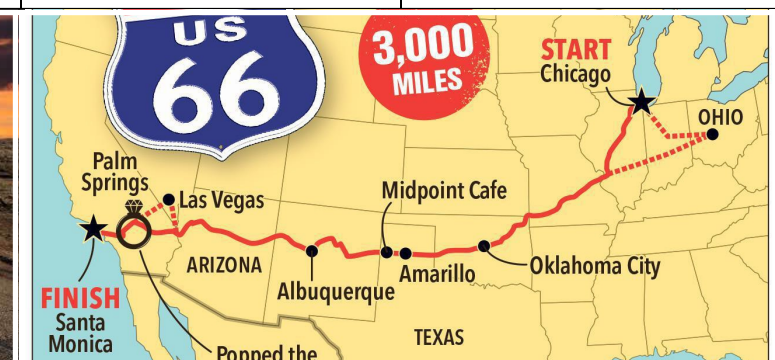 US
66
3,000
MILES
START
Chicago
OHIO
Palm
Springs
Las Vegas
Midpoint Cafe
ARIZONA
Albuquerque
Amarillo
Oklahoma City
FINISH
Santa
Monica
TEXAS
Popped the